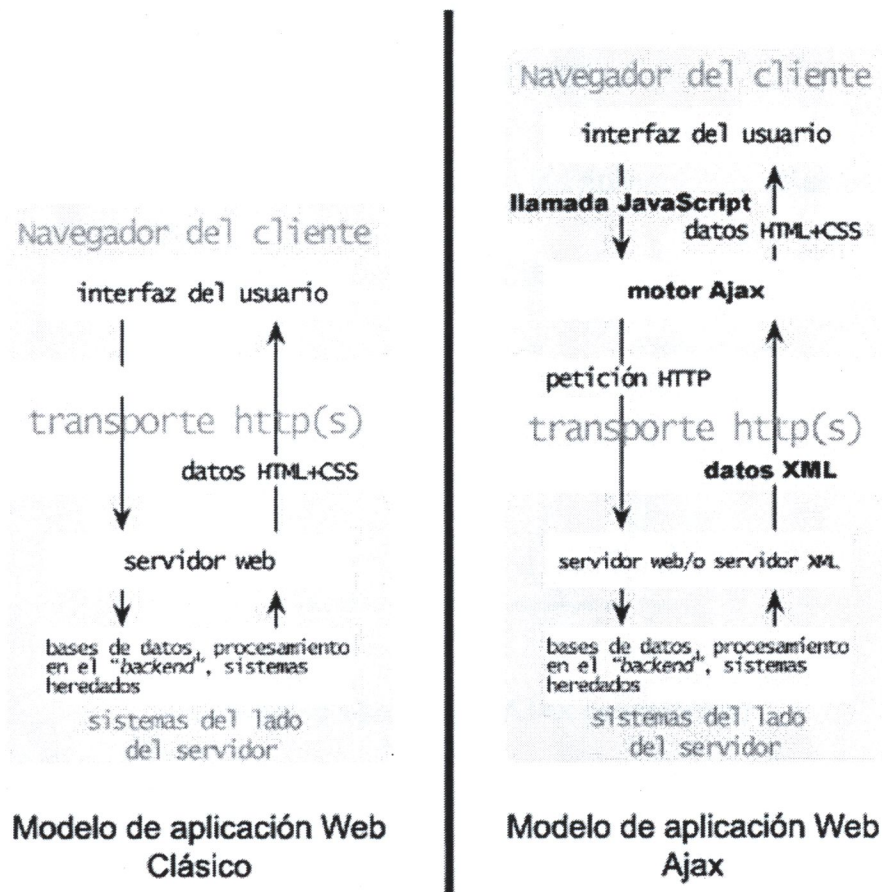 Navegador del cliente
interfaz del usuario
transporte http(s)
datos HTML+CSS
servidor web
bases de datos, procesamiento
en el "backend", sistemas
heredados
sistemas del lado
del servidor
Modelo de aplicación Web
Clásico
Navegador del cliente
interfaz del usuario
llamada JavaScript
datos HTML+CSS
motor Ajax
petición HTTP
transporte http(s)
datos XML
servidor web/o servidor XML
bases de datos, procesamiento
en el "backend", sistemas
heredados
sistemas del lado
del servidor
Modelo de aplicación Web
Ajax